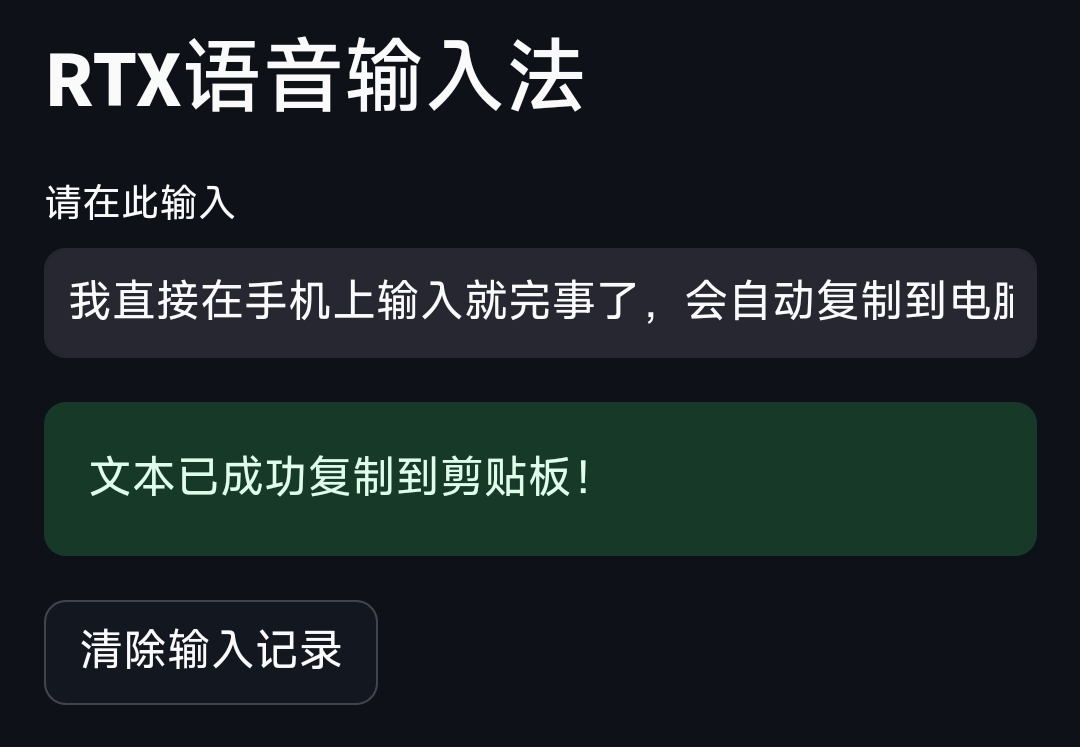 RTX语音输入法
请在此输入
我直接在手机上输入就完事了，会自动复制到电
文本已成功复制到剪贴板！
清除输入记录